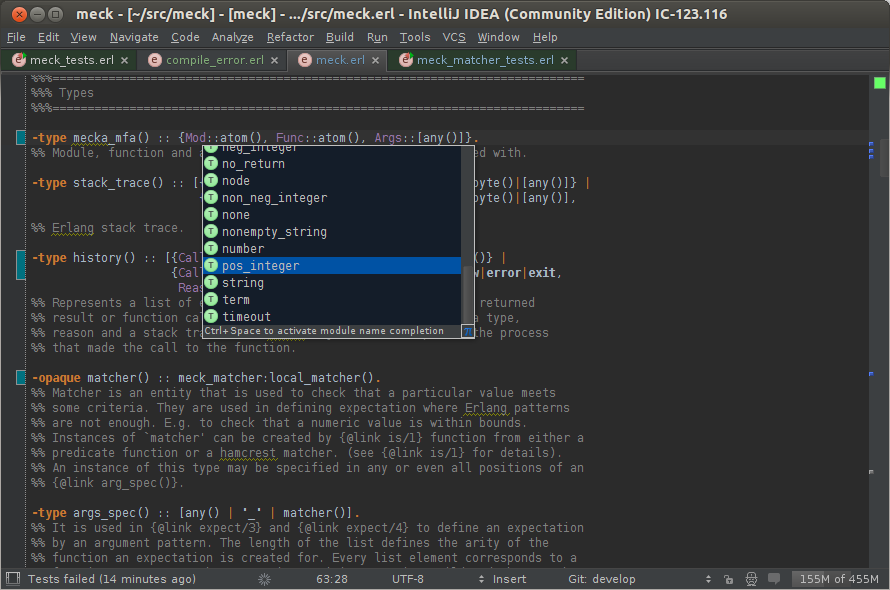 meck - [~/src/meck] - [meck] - .../src/meck.erl - IntelliJ IDEA (Community Edition) IC-123.116
File Edit View Navigate Code Analyze Refactor Build Run Tools VCS Window Help
meck_tests.erl compile_error.erl meck.erl meck_matcher_tests.erl
%%%=============================================================================
%%% Types
%%%=============================================================================
-type mecka_mfa() :: {Mod::atom(), Func::atom(), Args::[any()]}.
%% Module, function and a
ed with.
-type stack_trace() :: [
byte()|[any()]} |
byte()|[any()],
%% Erlang stack trace.
-type history() :: [{Cal
()} |
{Cal
|error|exit,
Reas
%% Represents a list of
returned
%% result or function ca
a type,
%% reason and a stack tra
the process
%% that made the call to the function.
neg_integer
no_return
node
non_neg_integer
none
nonempty_string
number
pos_integer
string
term
timeout
Ctrl+Space to activate module name completion
-opaque matcher() :: meck_matcher:local_matcher().
%% Matcher is an entity that is used to check that a particular value meets
%% some criteria. They are used in defining expectation where Erlang patterns
%% are not enough. E.g. to check that a numeric value is within bounds.
%% Instances of `matcher' can be created by {@link is/1} function from either a
%% predicate function or a hamcrest matcher. (see {@link is/1} for details).
%% An instance of this type may be specified in any or even all positions of an
%% {@link arg_spec()}.
-type args_spec() :: [any() | '_' | matcher()].
%% It is used in {@link expect/3} and {@link expect/4} to define an expectation
%% by an argument pattern. The length of the list defines the arity of the
%% function an expectation is created for. Every list element corresponds to a
Tests failed (14 minutes ago) 63:28 UTF-8 Insert Git: develop 155M of 455M